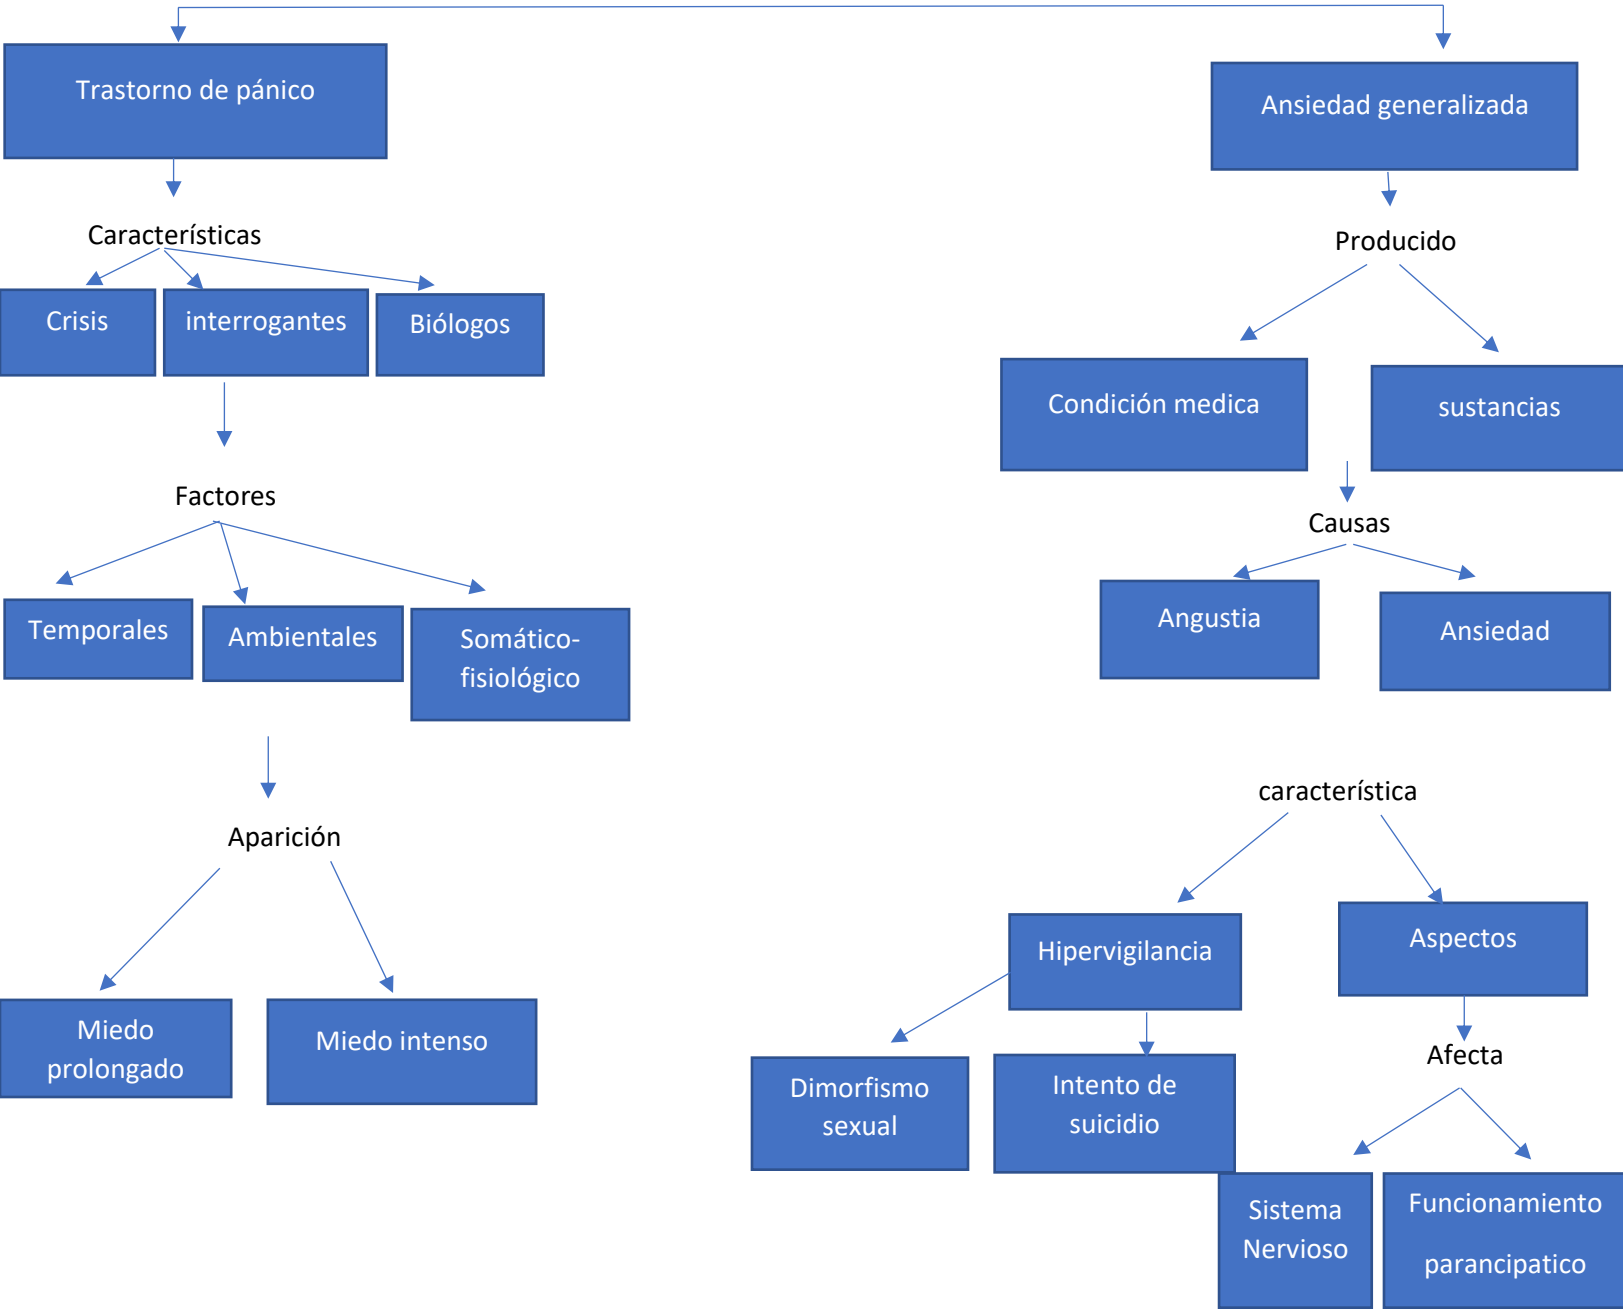 Trastorno de pánico
Características
Crisis
interrogantes
Biólogos
Factores
Temporales
Ambientales
Somático-
fisiológico
Aparición
Miedo
prolongado
Miedo intenso
Ansiedad generalizada
Producido
Condición medica
sustancias
Causas
Angustia
Ansiedad
característica
Hipervigilancia
Aspectos
Dimorfismo
sexual
Intento de
suicidio
Afecta
Sistema
Nervioso
Funcionamiento
parancipatico